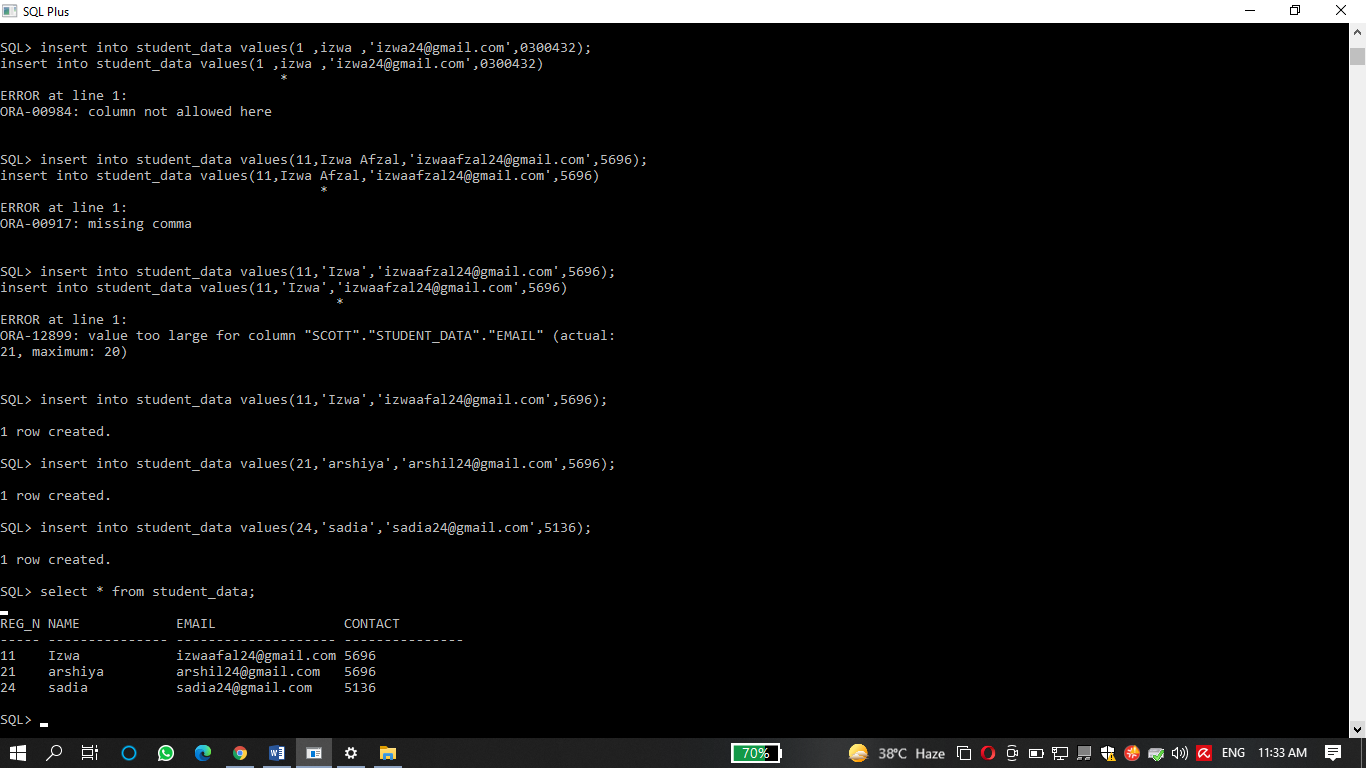 SQL Plus
SQL> insert into student_data values(1 ,izwa ,'izwa24@gmail.com',0300432);
insert into student_data values(1 ,izwa ,'izwa24@gmail.com',0300432)
*
ERROR at line 1:
ORA-00984: column not allowed here
SQL> insert into student_data values(11,Izwa Afzal,'izwaafzal24@gmail.com',5696);
insert into student_data values(11,Izwa Afzal,'izwaafzal24@gmail.com',5696)
*
ERROR at line 1:
ORA-00917: missing comma
SQL> insert into student_data values(11,'Izwa','izwaafzal24@gmail.com',5696);
insert into student_data values(11,'Izwa','izwaafzal24@gmail.com',5696)
*
ERROR at line 1:
ORA-12899: value too large for column "SCOTT"."STUDENT_DATA"."EMAIL" (actual:
21, maximum: 20)
SQL> insert into student_data values(11,'Izwa','izwaafal24@gmail.com',5696);
1 row created.
SQL> insert into student_data values(21,'arshiya','arshil24@gmail.com',5696);
1 row created.
SQL> insert into student_data values(24,'sadia','sadia24@gmail.com',5136);
1 row created.
SQL> select * from student_data;
REG_N NAME            EMAIL                CONTACT
----- --------------- -------------------- ---------------
11    Izwa            izwaafal24@gmail.com 5696
21    arshiya         arshil24@gmail.com   5696
24    sadia           sadia24@gmail.com    5136
SQL>
70% 38°C Haze ENG 11:33 AM